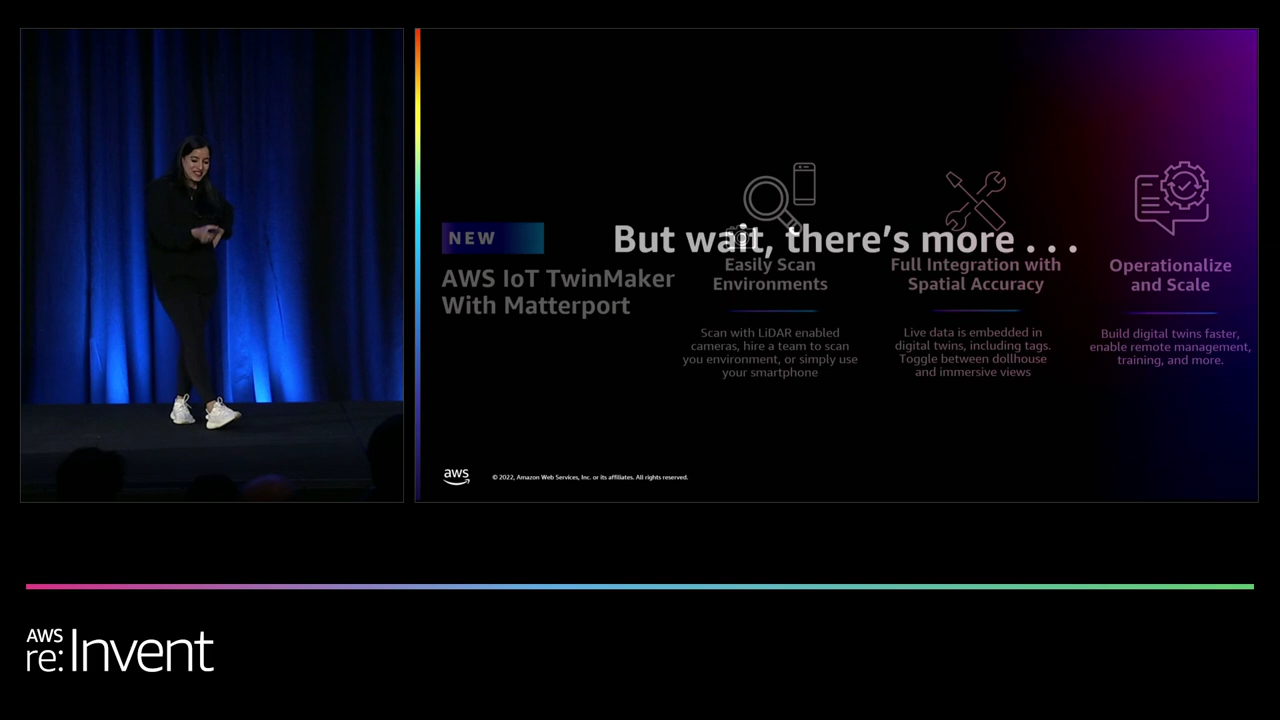 NEW
AWS IoT TwinMaker
With Matterport
But wait, there’s more . . .
Easily Scan
Environments
Scan with LiDAR enabled
cameras, hire a team to scan
you environment, or simply use
your smartphone
Full Integration with
Spatial Accuracy
Live data is embedded in
digital twins, including tags.
Toggle between dollhouse
and immersive views
Operationalize
and Scale
Build digital twins faster,
enable remote management,
training, and more.
aws
© 2022, Amazon Web Services, Inc. or its affiliates. All rights reserved.
AWS
re:Invent